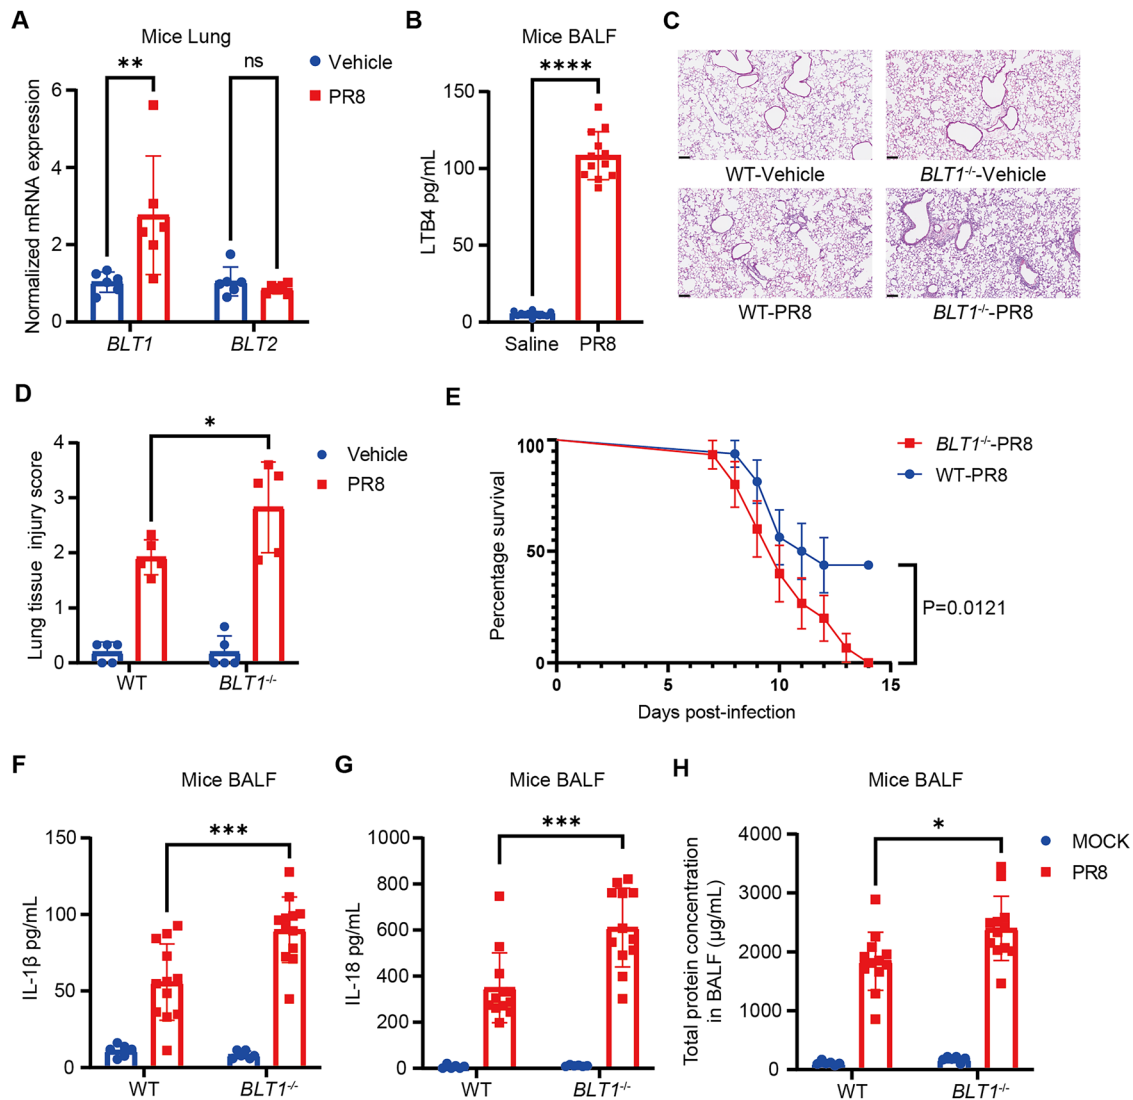 A
Mice Lung
** ns
Vehicle
PR8
Normalized mRNA expression
6
4
2
0
BLT1 BLT2
B
Mice BALF
****
LTB4 pg/mL
150
100
50
0
Saline PR8
C
WT-Vehicle BLT1-/--Vehicle
WT-PR8 BLT1-/--PR8
D
*
Vehicle
PR8
Lung tissue injury score
4
3
2
1
0
WT BLT1-/-
E
BLT1-/--PR8
WT-PR8
Percentage survival
100
50
0
0 5 10 15
Days post-infection
P=0.0121
F
Mice BALF
***
IL-1β pg/mL
150
100
50
0
WT BLT1-/-
G
Mice BALF
***
IL-18 pg/mL
1000
800
600
400
200
0
WT BLT1-/-
H
Mice BALF
*
MOCK
PR8
Total protein concentration
in BALF (μg/mL)
4000
3000
2000
1000
0
WT BLT1-/-